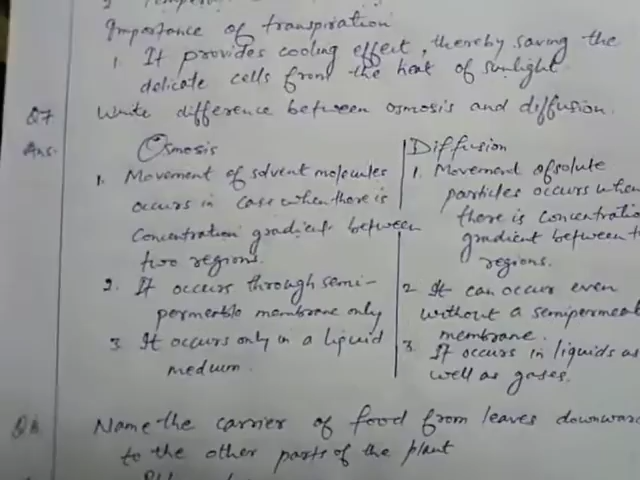 Importance of transpiration
1. It provides cooling effect, thereby saving the
delicate cells from the heat of sunlight.
Q7 Write difference between osmosis and diffusion.
Ans. Osmosis
1. Movement of solvent molecules
occurs in case when there is
concentration gradient between
two regions.
2. It occurs through semi-
permeable membrane only
3. It occurs only in a liquid
medium.
Diffusion
1. Movement of solute
particles occurs when
there is concentratio
gradient between t
regions.
2. It can occur even
without a semipermeat
membrane.
3. It occurs in liquids as
well as gases.
Name the carrier of food from leaves downward
to the other parts of the plant